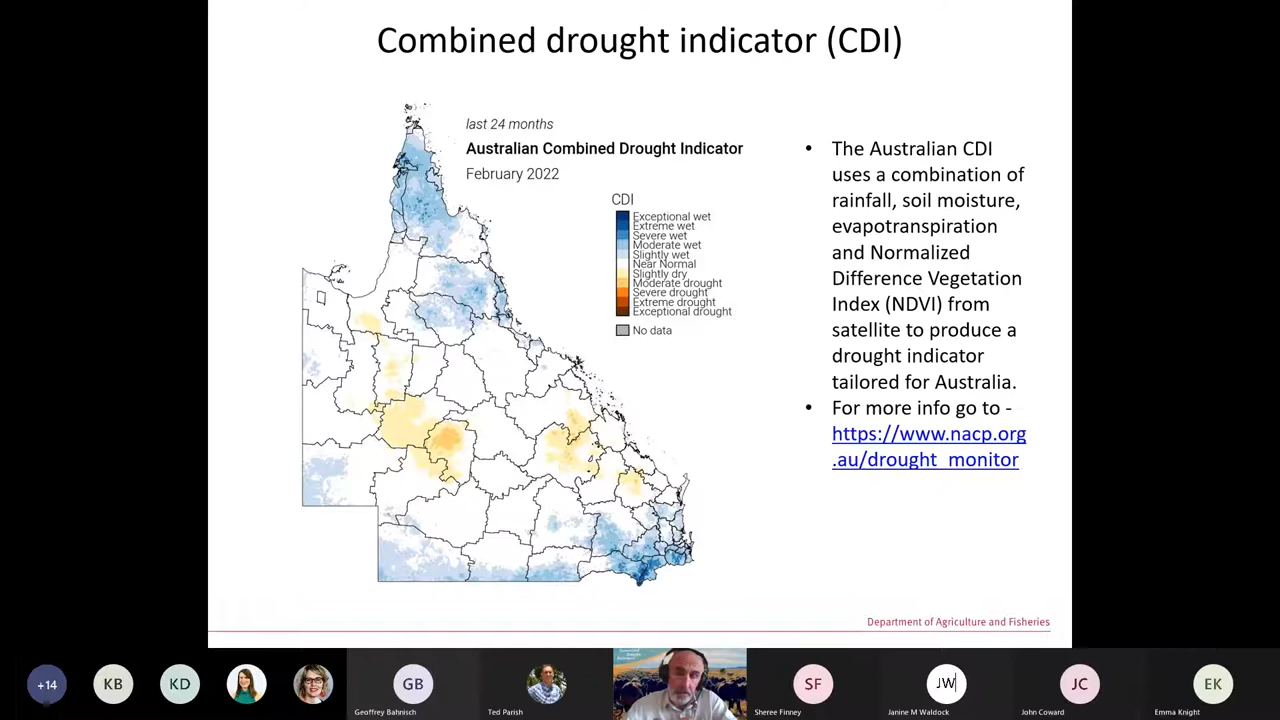 Combined drought indicator (CDI)
last 24 months
Australian Combined Drought Indicator
February 2022
CDI
Exceptional wet
Extreme wet
Severe wet
Moderate wet
Slightly wet
Near Normal
Slightly dry
Moderate drought
Severe drought
Extreme drought
Exceptional drought
No data
• The Australian CDI
uses a combination of
rainfall, soil moisture,
evapotranspiration
and Normalized
Difference Vegetation
Index (NDVI) from
satellite to produce a
drought indicator
tailored for Australia.
• For more info go to -
https://www.nacp.org
.au/drought_monitor
Department of Agriculture and Fisheries
+14
KB
KD
GB
SF
JW
JC
EK
Geoffrey Bahnisch
Ted Parish
Sheree Finney
Janine M Waldock
John Coward
Emma Knight